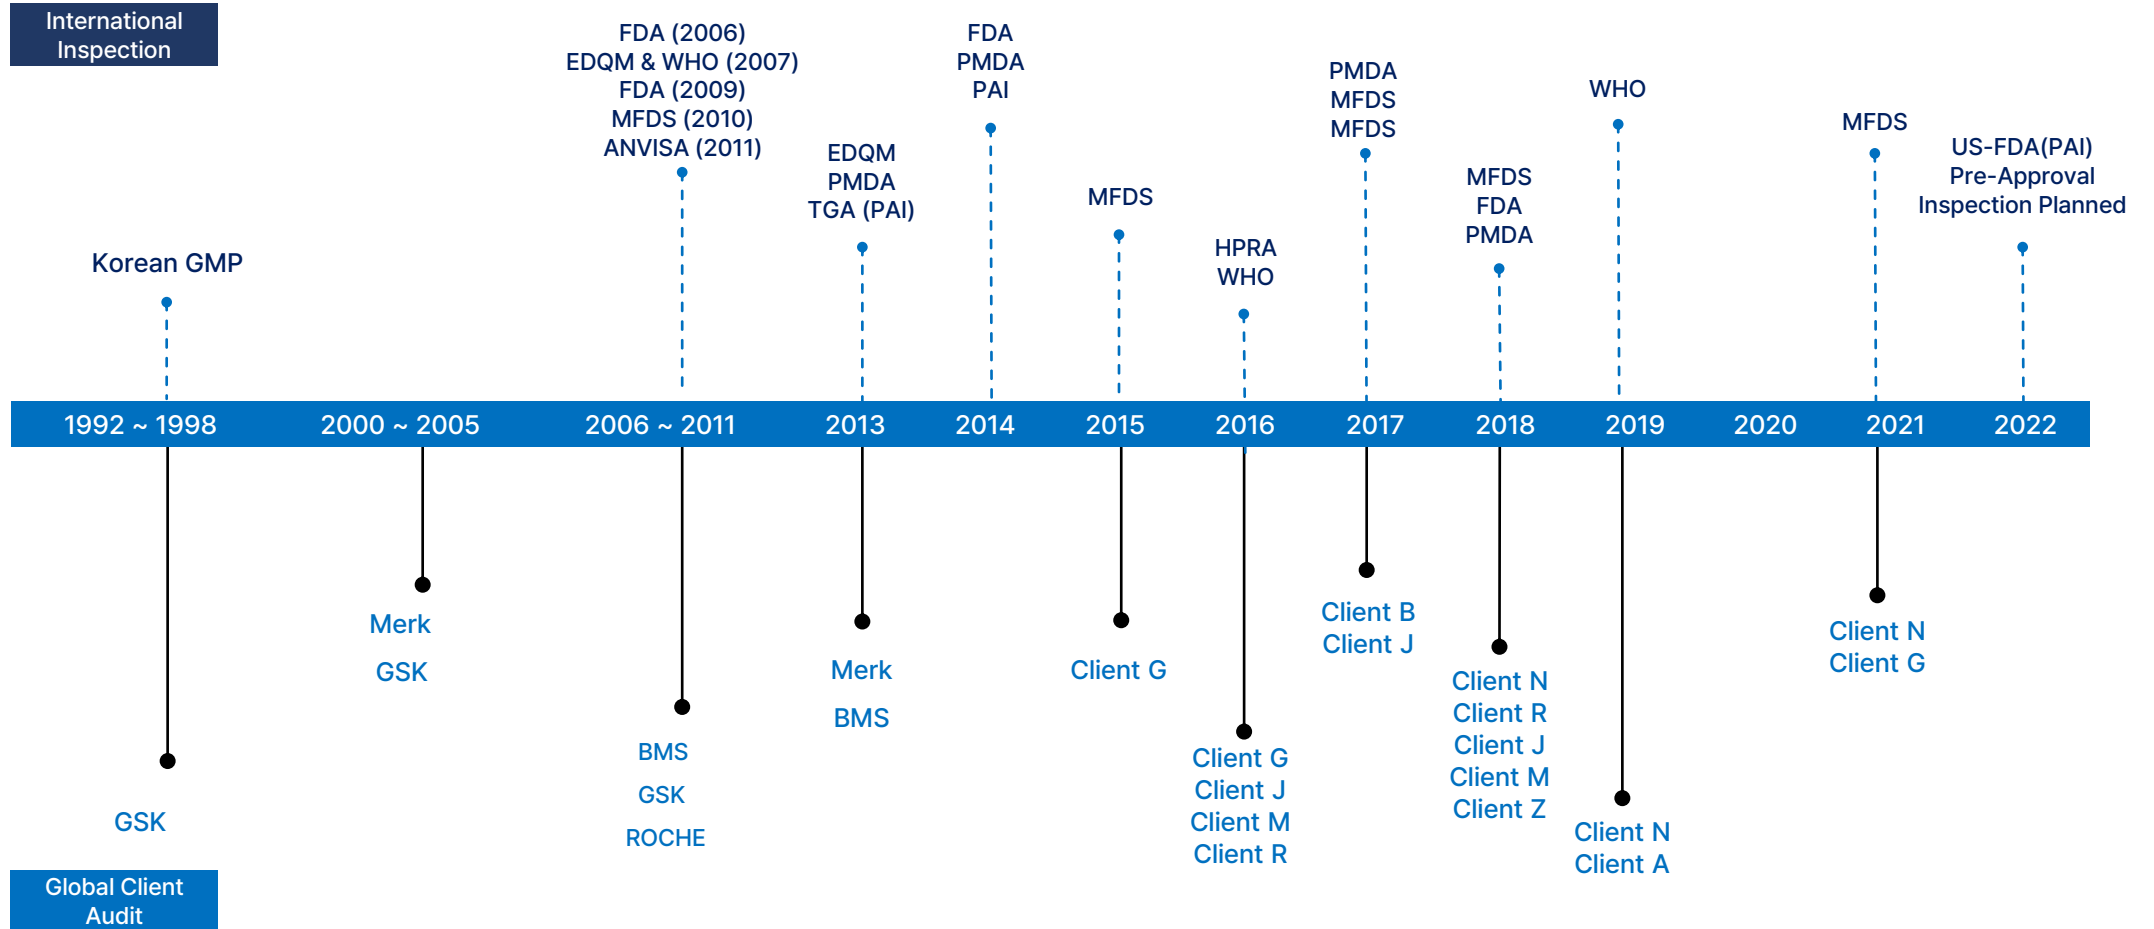 International
Inspection
FDA (2006)
EDQM & WHO (2007)
FDA (2009)
MFDS (2010)
ANVISA (2011)
FDA
PMDA
PAI
PMDA
MFDS
MFDS
WHO
MFDS
US-FDA(PAI)
Pre-Approval
Inspection Planned
EDQM
PMDA
TGA (PAI)
MFDS
MFDS
FDA
PMDA
HPRA
WHO
Korean GMP
1992 ~ 1998
2000 ~ 2005
2006 ~ 2011
2013
2014
2015
2016
2017
2018
2019
2020
2021
2022
Merk
GSK
Client B
Client J
Client N
Client G
Merk
BMS
Client G
Client N
Client R
Client J
Client M
Client Z
BMS
GSK
ROCHE
Client G
Client J
Client M
Client R
GSK
Client N
Client A
Global Client
Audit